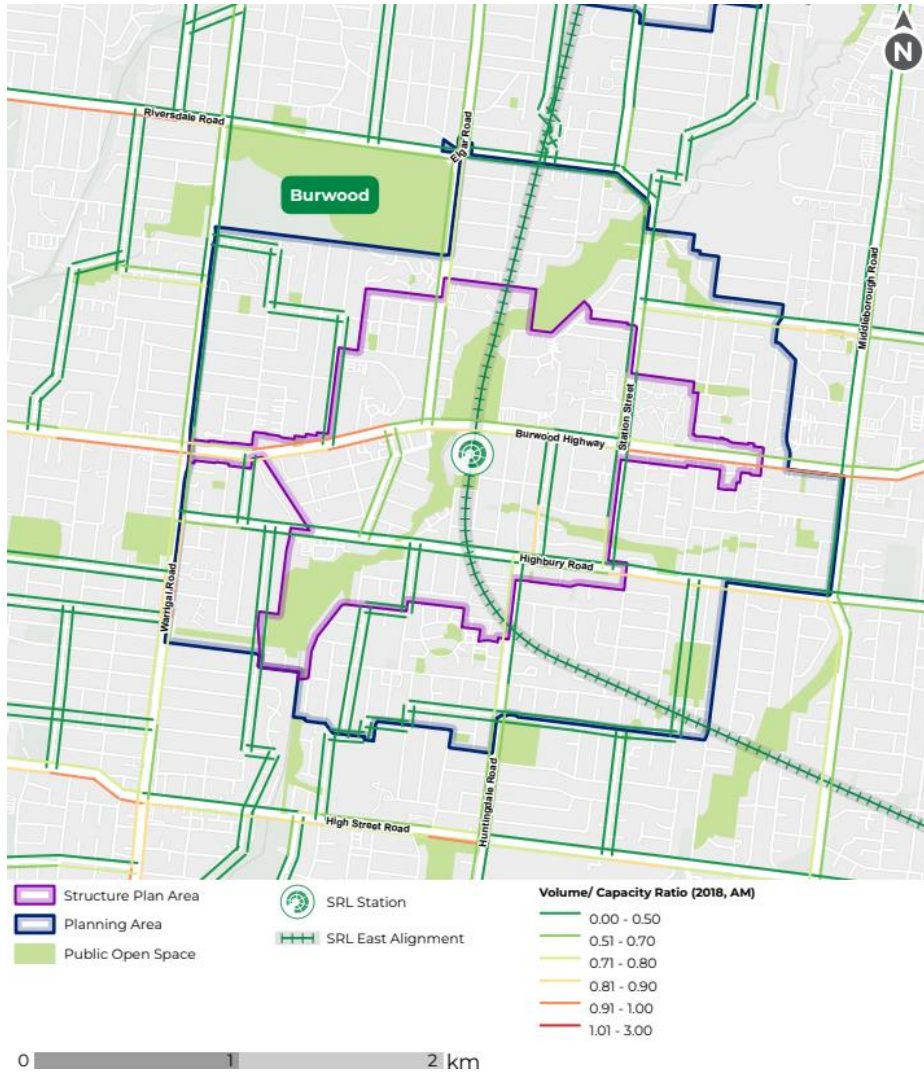 N
Riversdale Road
Elgar Road
Burwood
Middleborough Road
Burwood Highway
Station Street
Highbury Road
Warrigal Road
Huntingdale Road
High Street Road
Structure Plan Area
Planning Area
Public Open Space
SRL Station
SRL East Alignment
Volume/ Capacity Ratio (2018, AM)
0.00 - 0.50
0.51 - 0.70
0.71 - 0.80
0.81 - 0.90
0.91 - 1.00
1.01 - 3.00
0 1 2 km